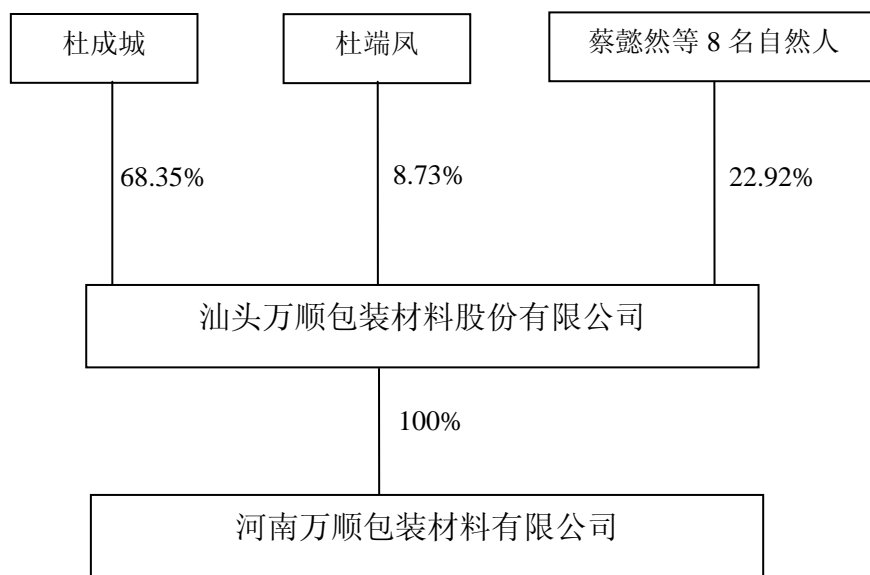 杜成城
杜端凤
蔡懿然等 8 名自然人
68.35%
8.73%
22.92%
汕头万顺包装材料股份有限公司
100%
河南万顺包装材料有限公司